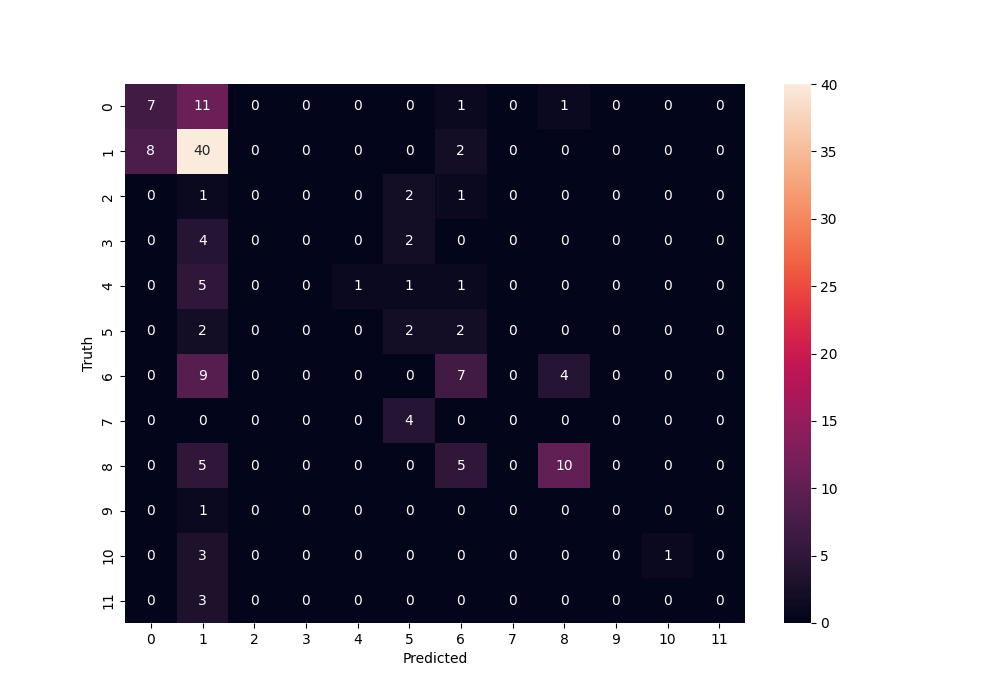 0 7 11 0 0 0 0 1 0 1 0 0 0
1 8 40 0 0 0 0 2 0 0 0 0 0
2 0 1 0 0 0 2 1 0 0 0 0 0
3 0 4 0 0 0 2 0 0 0 0 0 0
4 0 5 0 0 1 1 1 0 0 0 0 0
5 0 2 0 0 0 2 2 0 0 0 0 0
6 0 9 0 0 0 0 7 0 4 0 0 0
7 0 0 0 0 0 4 0 0 0 0 0 0
8 0 5 0 0 0 0 5 0 10 0 0 0
9 0 1 0 0 0 0 0 0 0 0 0 0
10 0 3 0 0 0 0 0 0 0 0 1 0
11 0 3 0 0 0 0 0 0 0 0 0 0
0 1 2 3 4 5 6 7 8 9 10 11
Predicted
Truth
40
35
30
25
20
15
10
5
0